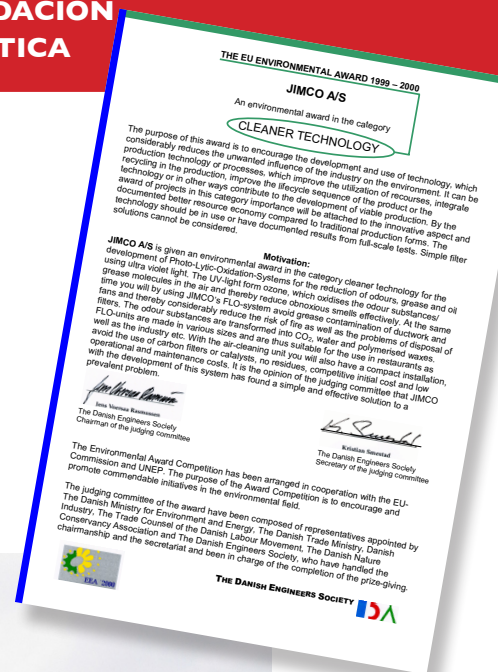 DACIÓN
TICA
THE EU ENVIRONMENTAL AWARD 1999 – 2000
JIMCO A/S
An environmental award in the category
CLEANER TECHNOLOGY
The purpose of this award is to encourage the development and use of technology, which
considerably reduces the unwanted influence of the industry on the environment. It can be
production technology or processes, which improve the utilization of recourses, integrate
recycling in the production, improve the lifecycle sequence of the product or the
technology or in other ways contribute to the development of viable production. By the
award of projects in this category importance will be attached to the innovative aspect and
documented better resource economy compared to traditional production forms. The
technology should be in use or have documented results from full-scale tests. Simple filter
solutions cannot be considered.
Motivation:
JIMCO A/S is given an environmental award in the category cleaner technology for the
development of Photo-Lytic-Oxidation-Systems for the reduction of odours, grease and oil
using ultra violet light. The UV-light form ozone, which oxidises the odour substances/
grease molecules in the air and thereby reduce obnoxious smells effectively. At the same
time you will by using JIMCO's FLO-system avoid grease contamination of ductwork and
fans and thereby considerably reduce the risk of fire as well as the problems of disposal of
filters. The odour substances are transformed into CO₂, water and polymerised waxes.
FLO-units are made in various sizes and are thus suitable for the use in restaurants as
well as the industry etc. With the air-cleaning unit you will also have a compact installation,
avoid the use of carbon filters or catalysts, no residues, competitive initial cost and low
operational and maintenance costs. It is the opinion of the judging committee that JIMCO
with the development of this system has found a simple and effective solution to a
prevalent problem.
Jens Vorman Rasmussen
The Danish Engineers Society
Chairman of the judging committee
Kristian Smestad
The Danish Engineers Society
Secretary of the judging committee
The Environmental Award Competition has been arranged in cooperation with the EU-
Commission and UNEP. The purpose of the Award Competition is to encourage and
promote commendable initiatives in the environmental field.
The judging committee of the award have been composed of representatives appointed by
The Danish Ministry for Environment and Energy, The Danish Trade Ministry, Danish
Industry, The Trade Counsel of the Danish Labour Movement, The Danish Nature
Conservancy Association and The Danish Engineers Society, who have handled the
chairmanship and the secretariat and been in charge of the completion of the prize-giving.
EEA 2000
THE DANISH ENGINEERS SOCIETY